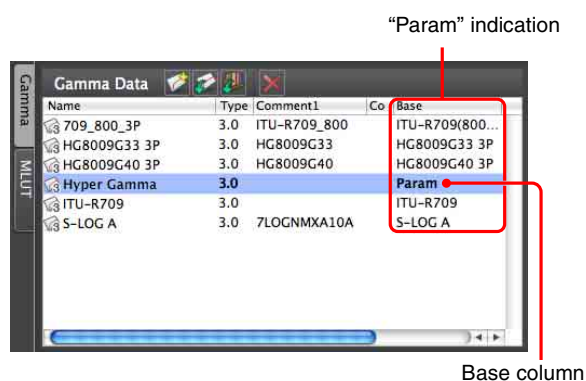 “Param” indication
Gamma
MLUT
Gamma Data
Name Type Comment1 Co Base
709_800_3P 3.0 ITU-R709_800 ITU-R709(800...
HG8009G33 3P 3.0 HG8009G33 HG8009G33 3P
HG8009G40 3P 3.0 HG8009G40 HG8009G40 3P
Hyper Gamma 3.0 Param
ITU-R709 3.0 ITU-R709
S-LOG A 3.0 7LOGNMXA10A S-LOG A
Base column